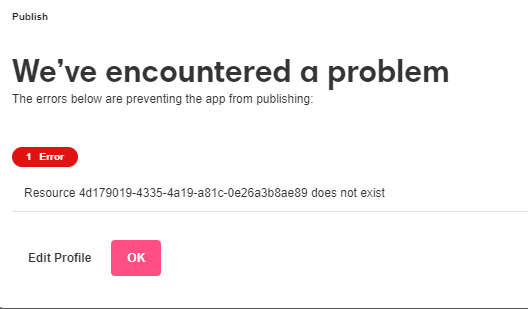 Publish
We’ve encountered a problem
The errors below are preventing the app from publishing:
1 Error
Resource 4d179019-4335-4a19-a81c-0e26a3b8ae89 does not exist
Edit Profile OK